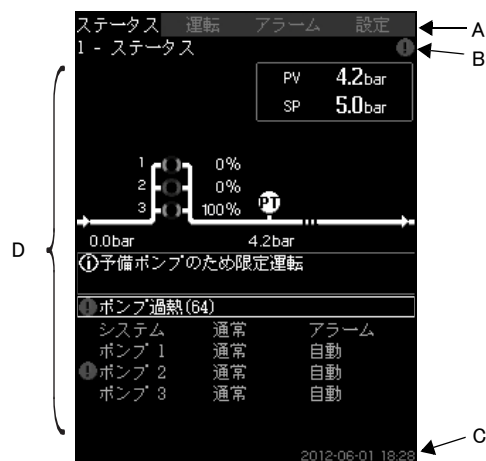 ステータス 運転 アラーム 設定
A
1 - ステータス
B
PV 4.2bar
SP 5.0bar
1 0%
2 0%
3 100%
PT
0.0bar 4.2bar
D
予備ポンプのため限定運転
ポンプ過熱(64)
システム 通常 アラーム
ポンプ 1 通常 自動
ポンプ 2 通常 自動
ポンプ 3 通常 自動
C
2012-06-01 18:28